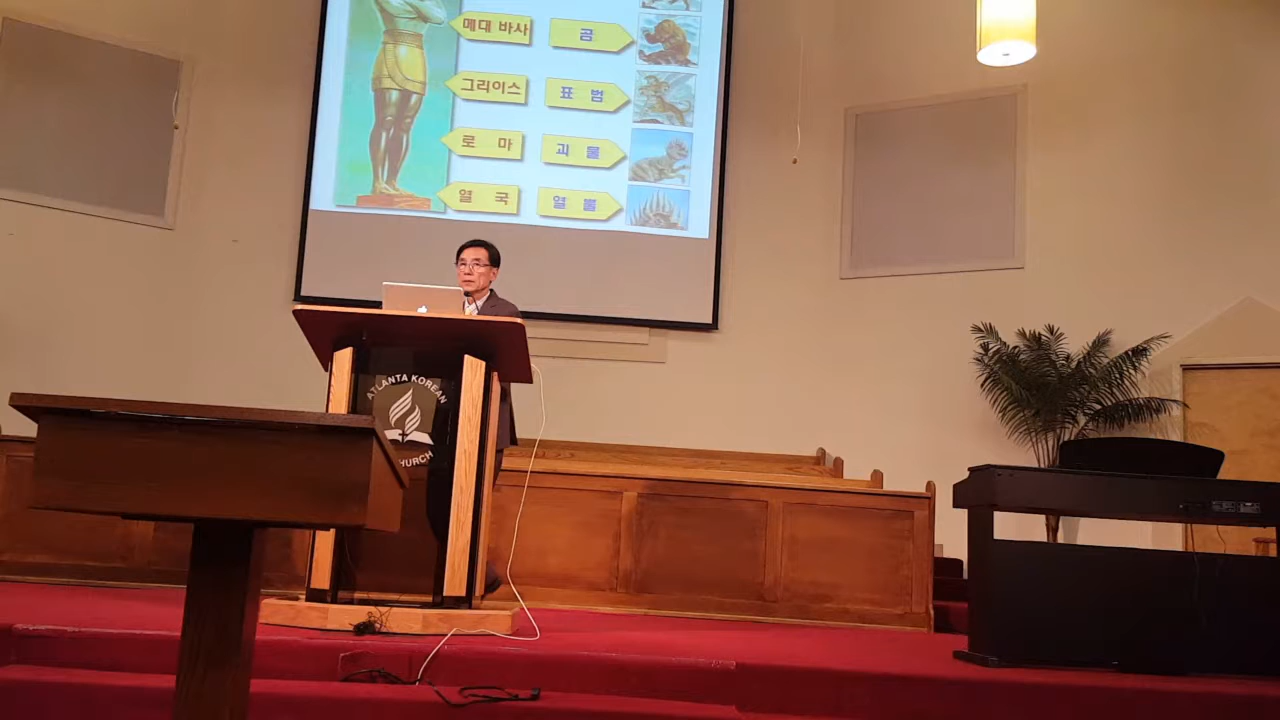 메대 바사 곰
그리이스 표 범
로 마 괴 물
열 국 열 뿔
ATLANTA KOREAN
CHURCH